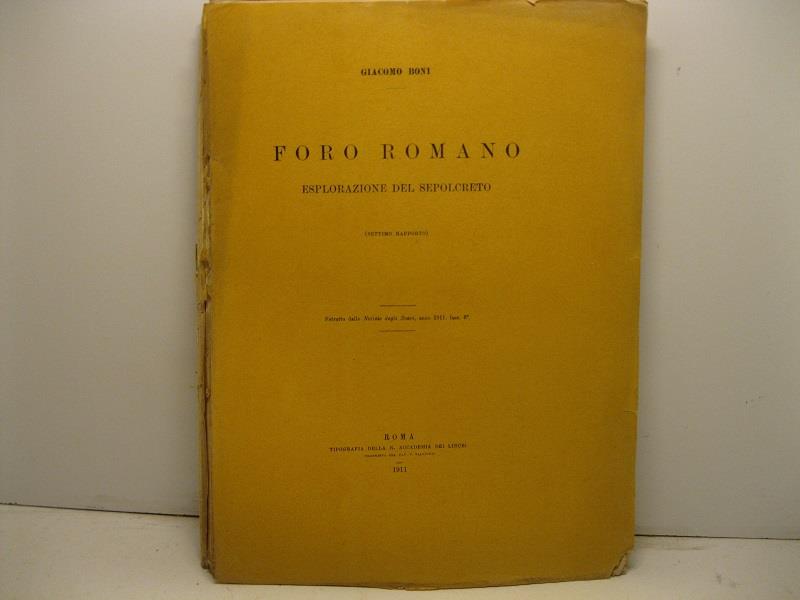 GIACOMO BONI
FORO ROMANO
ESPLORAZIONE DEL SEPOLCRETO
(SETTIMO RAPPORTO)
Estratto dalle Notizie degli Scavi, anno 1911, fasc. 5°
ROMA
TIPOGRAFIA DELLA R. ACCADEMIA DEI LINCEI
1911